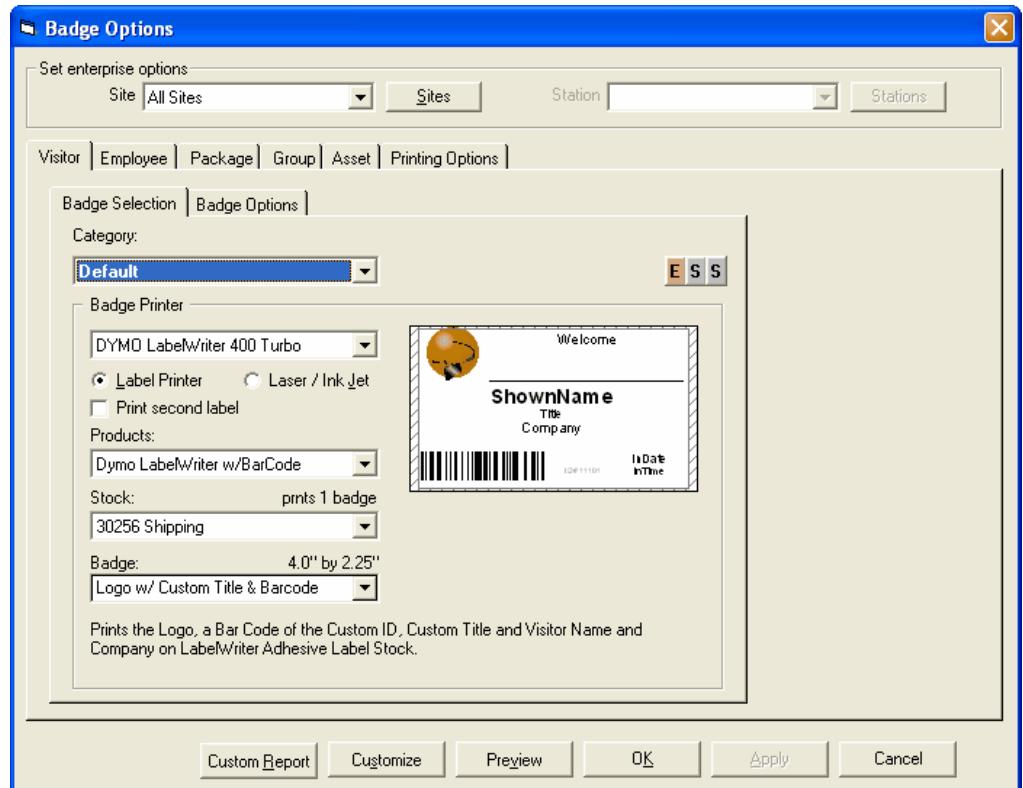 Badge Options
Set enterprise options
Site All Sites Sites Station Stations
Visitor Employee Package Group Asset Printing Options
Badge Selection Badge Options
Category:
Default E S S
Badge Printer
DYMO LabelWriter 400 Turbo
Label Printer Laser / Ink Jet
Print second label
Products:
Dymo LabelWriter w/BarCode
Stock: prnts 1 badge
30256 Shipping
Badge: 4.0" by 2.25"
Logo w/ Custom Title & Barcode
Welcome
ShownName
Title
Company
InDate
InTime
Prints the Logo, a Bar Code of the Custom ID, Custom Title and Visitor Name and
Company on LabelWriter Adhesive Label Stock.
Custom Report Customize Preview OK Apply Cancel